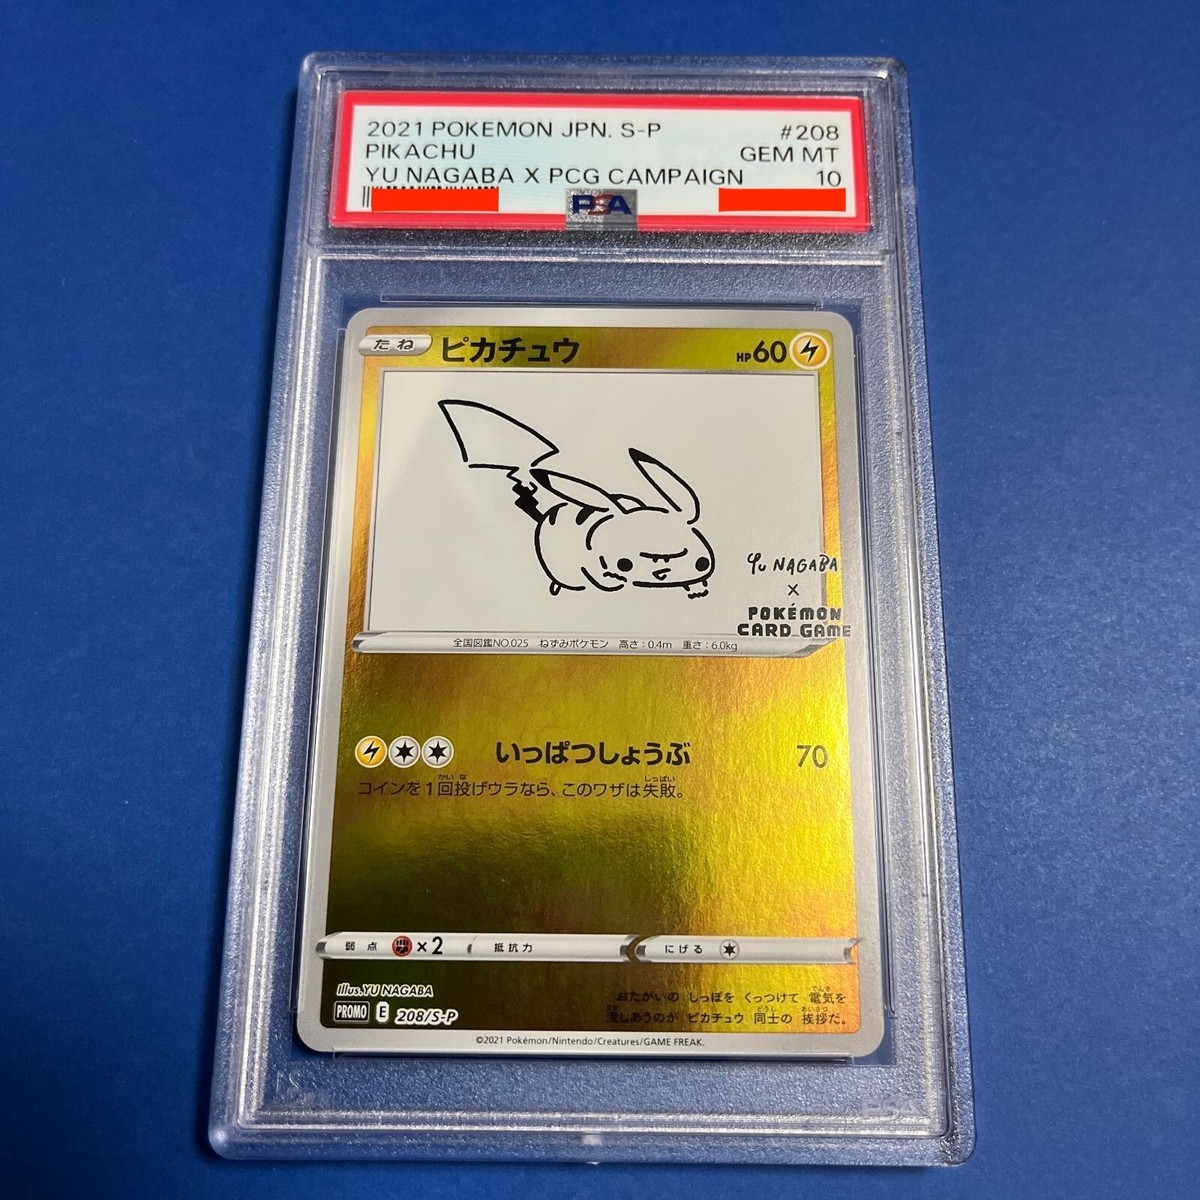 2021 POKEMON JPN. S-P #208
PIKACHU GEM MT
YU NAGABA X PCG CAMPAIGN 10
PSA
たね ピカチュウ HP60
Yu NAGABA
×
POKÉMON
CARD GAME
全国図鑑NO.025 ねずみポケモン 高さ:0.4m 重さ:6.0kg
いっぱつしょうぶ 70
コインを1回投げウラなら、このワザは失敗。
弱点 ×2 抵抗力 にげる
Illus.YU NAGABA
PROMO E 208/S-P
おたがいの しっぽを くっつけて 電気を
流しあうのが ピカチュウ 同士の 挨拶だ。
©2021 Pokémon/Nintendo/Creatures/GAME FREAK.